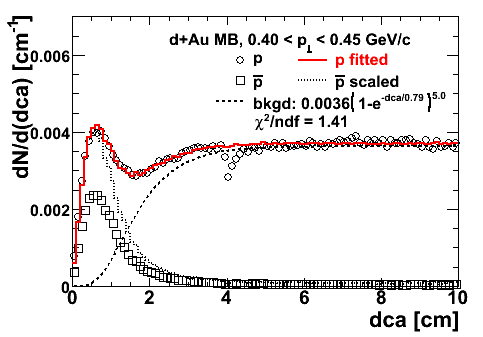 d+Au MB, 0.40 < p⊥ < 0.45 GeV/c
p p fitted
p̅ p̅ scaled
bkgd: 0.0036(1-e^-dca/0.79)^5.0
χ²/ndf = 1.41
dN/d(dca) [cm⁻¹]
0.006
0.004
0.002
0
0 2 4 6 8 10
dca [cm]